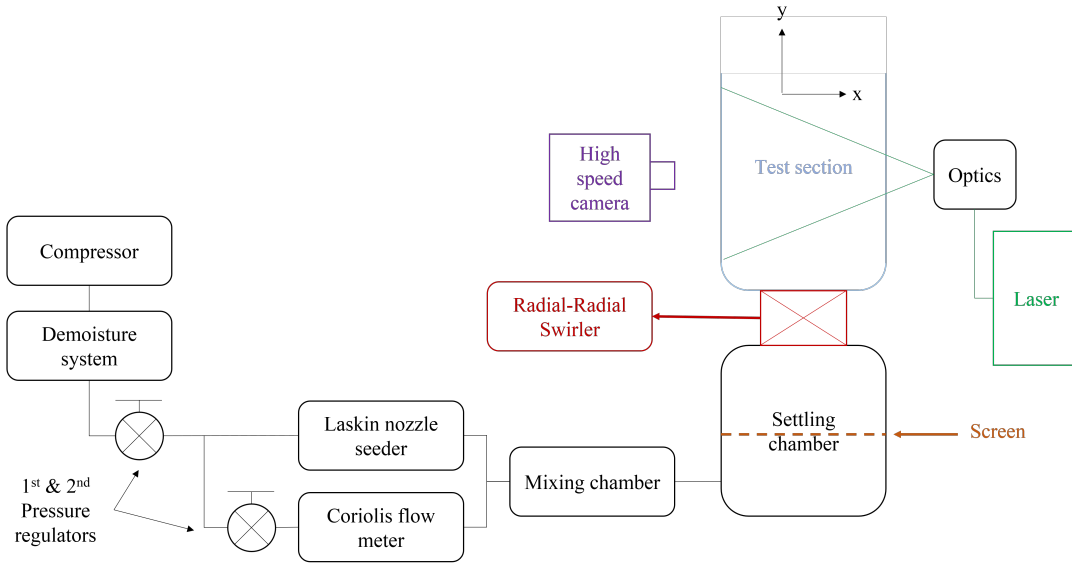 y
x
High
speed
camera
Test section
Optics
Compressor
Laser
Radial-Radial
Swirler
Demoisture
system
Laskin nozzle
seeder
Settling
chamber
Screen
1st & 2nd
Pressure
regulators
Mixing chamber
Coriolis flow
meter